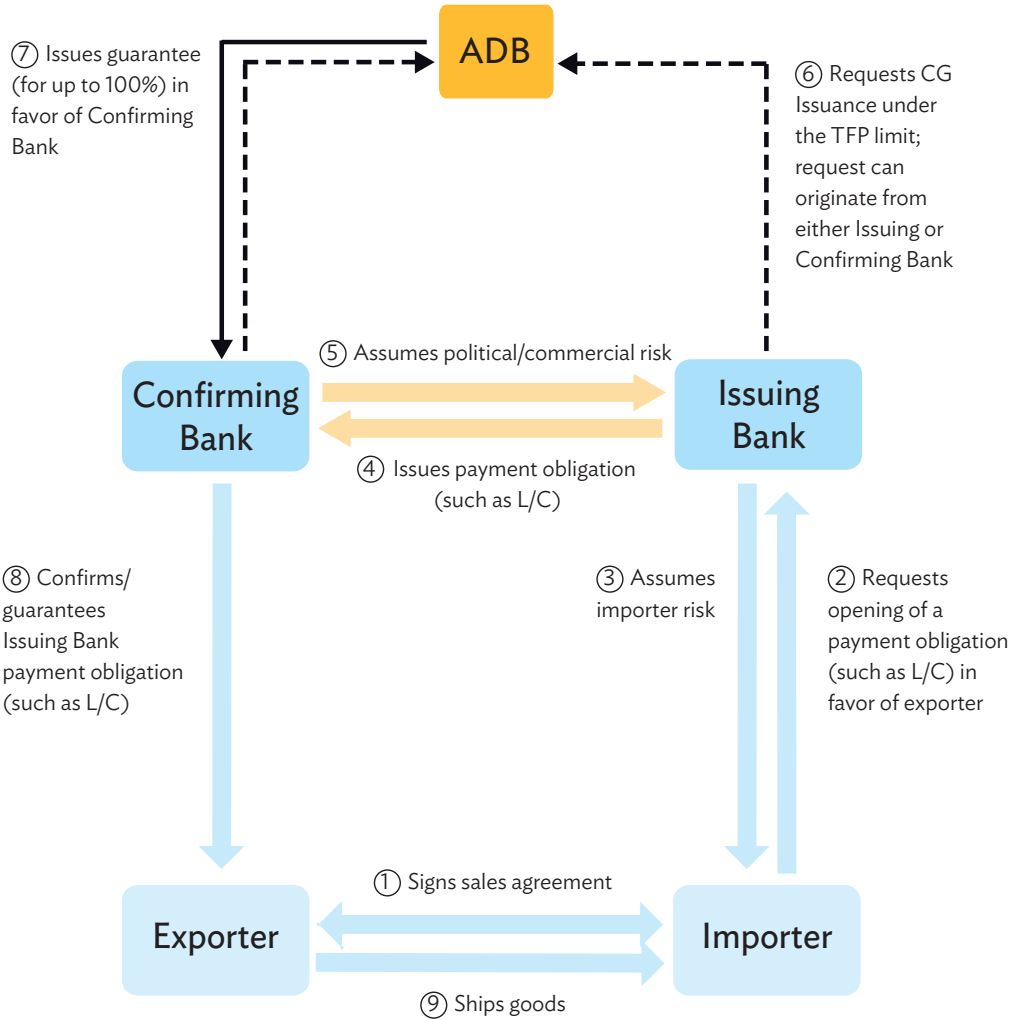 ADB
⑦ Issues guarantee
(for up to 100%) in
favor of Confirming
Bank
⑥ Requests CG
Issuance under
the TFP limit;
request can
originate from
either Issuing or
Confirming Bank
⑤ Assumes political/commercial risk
Confirming
Bank
Issuing
Bank
④ Issues payment obligation
(such as L/C)
⑧ Confirms/
guarantees
Issuing Bank
payment obligation
(such as L/C)
③ Assumes
importer risk
② Requests
opening of a
payment obligation
(such as L/C) in
favor of exporter
① Signs sales agreement
Exporter
Importer
⑨ Ships goods